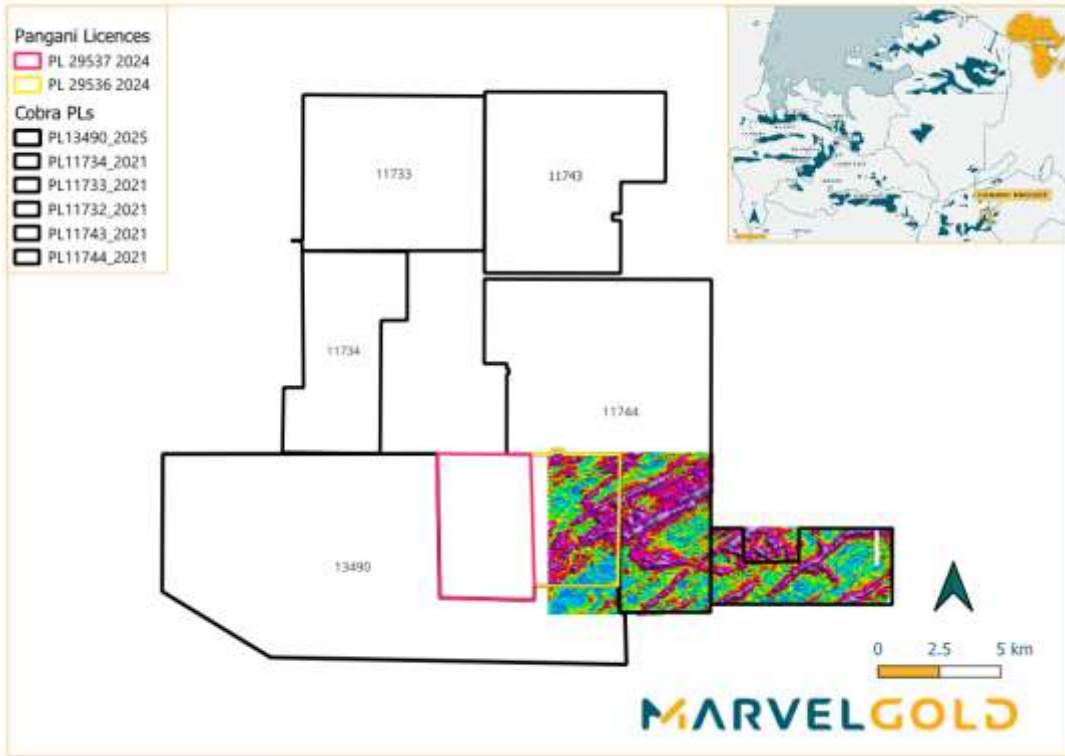 Pangani Licences
PL 29537 2024
PL 29536 2024
Cobra PLs
PL13490_2025
PL11734_2021
PL11733_2021
PL11732_2021
PL11743_2021
PL11744_2021
11733
11743
11734
11744
13490
0 2.5 5 km
MARVELGOLD